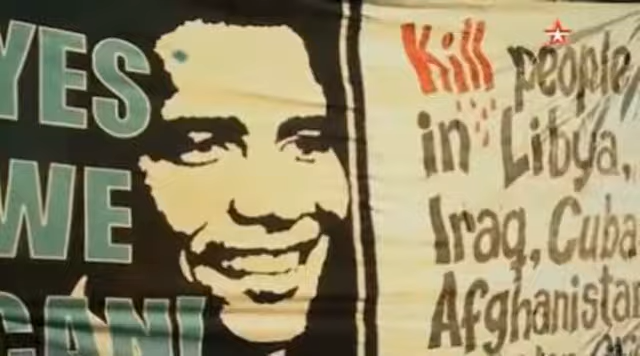 YES
WE
CAN!
Kill people
in Libya,
Iraq, Cuba
Afghanistan